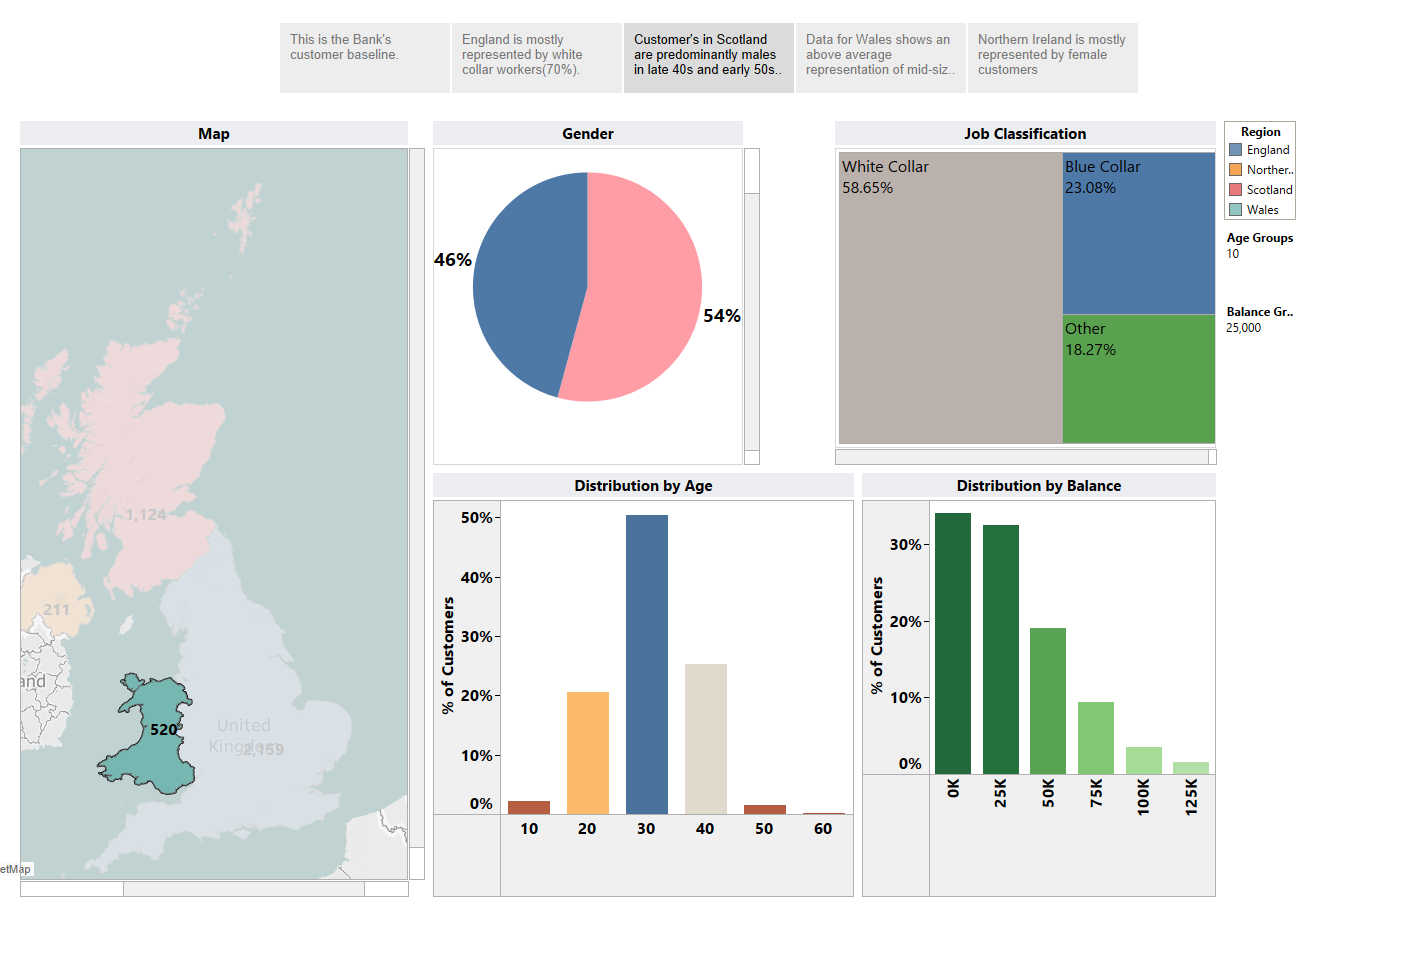 This is the Bank's
customer baseline.
England is mostly
represented by white
collar workers(70%).
Customer's in Scotland
are predominantly males
in late 40s and early 50s..
Data for Wales shows an
above average
representation of mid-siz..
Northern Ireland is mostly
represented by female
customers
Map
1,124
211
and
520
United
Kingdom
2,159
etMap
Gender
46%
54%
Job Classification
White Collar
58.65%
Blue Collar
23.08%
Other
18.27%
Region
England
Norther..
Scotland
Wales
Age Groups
10
Balance Gr..
25,000
Distribution by Age
% of Customers
50%
40%
30%
20%
10%
0%
10 20 30 40 50 60
Distribution by Balance
% of Customers
30%
20%
10%
0%
0K 25K 50K 75K 100K 125K